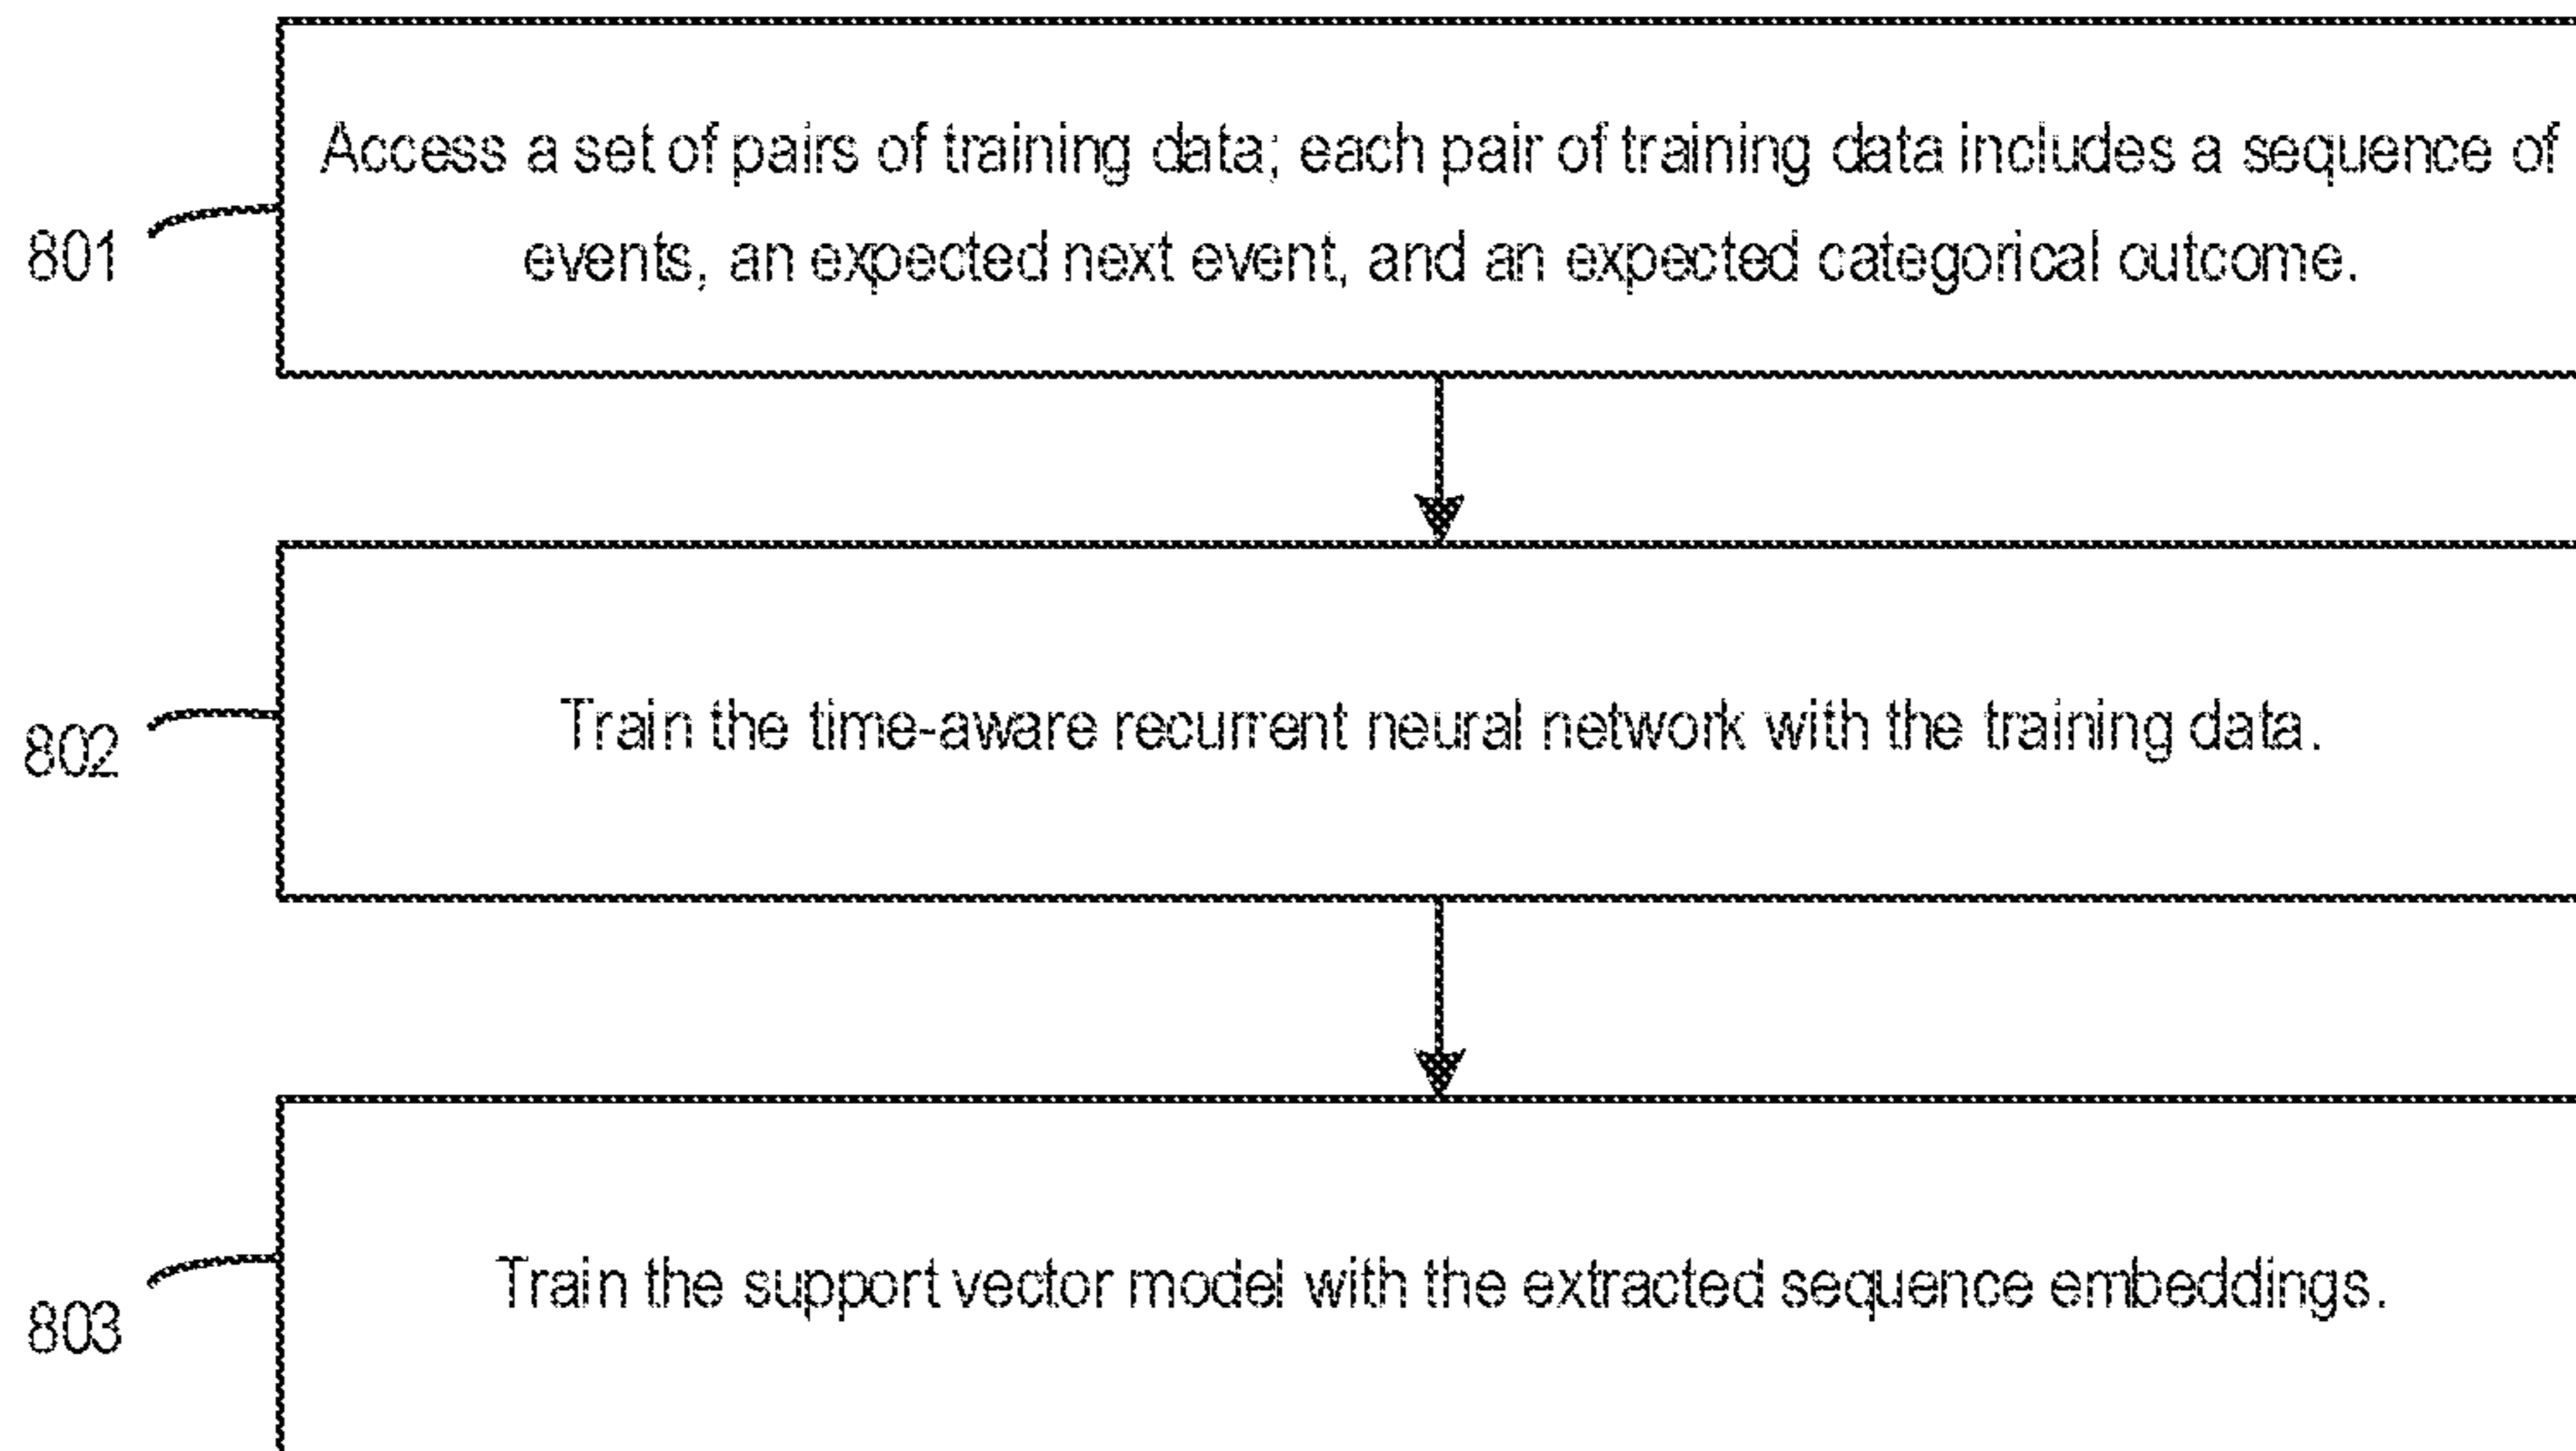 Access a set of pairs of training data; each pair of training data includes a sequence of
events, an expected next event, and an expected categorical outcome.
801
Train the time-aware recurrent neural network with the training data.
802
Train the support vector model with the extracted sequence embeddings.
803